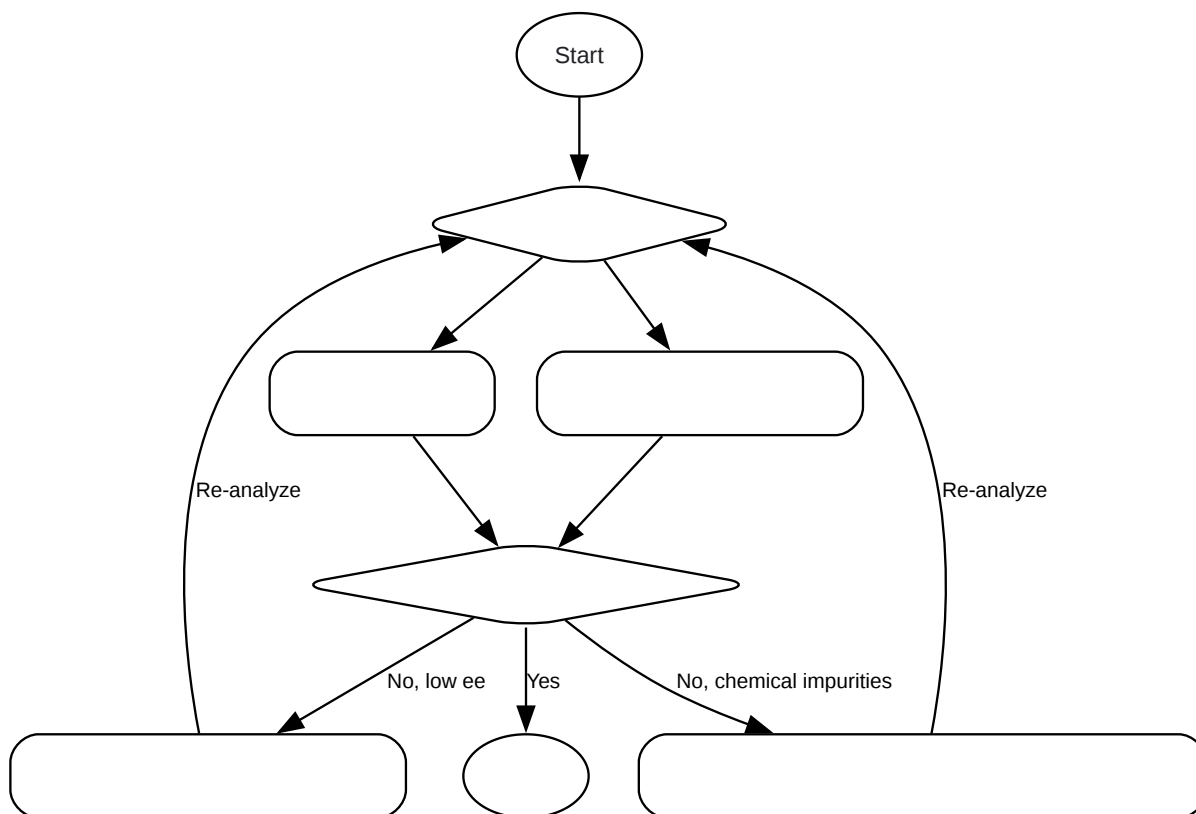 Start
Re-analyze
Re-analyze
No, low ee
Yes
No, chemical impurities